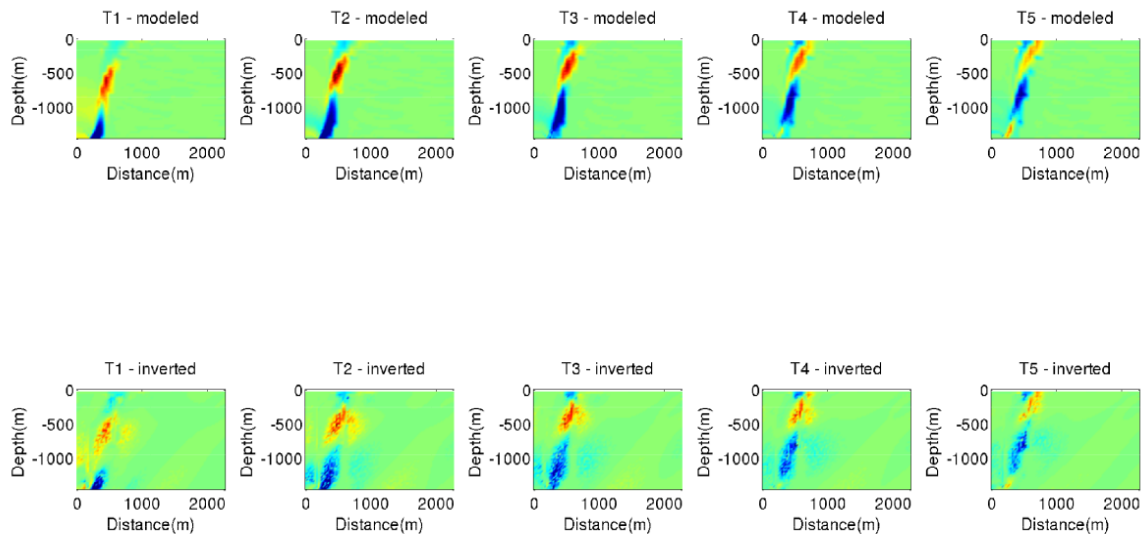 T1 - modeled T2 - modeled T3 - modeled T4 - modeled T5 - modeled
Depth(m) Depth(m) Depth(m) Depth(m) Depth(m)
0 0 0 0 0
-500 -500 -500 -500 -500
-1000 -1000 -1000 -1000 -1000
0 1000 2000 0 1000 2000 0 1000 2000 0 1000 2000 0 1000 2000
Distance(m) Distance(m) Distance(m) Distance(m) Distance(m)
T1 - inverted T2 - inverted T3 - inverted T4 - inverted T5 - inverted
Depth(m) Depth(m) Depth(m) Depth(m) Depth(m)
0 0 0 0 0
-500 -500 -500 -500 -500
-1000 -1000 -1000 -1000 -1000
0 1000 2000 0 1000 2000 0 1000 2000 0 1000 2000 0 1000 2000
Distance(m) Distance(m) Distance(m) Distance(m) Distance(m)